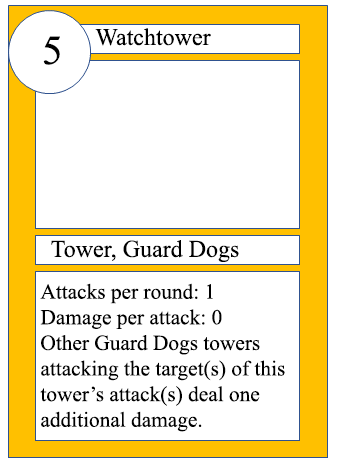 5
Watchtower
Tower, Guard Dogs
Attacks per round: 1
Damage per attack: 0
Other Guard Dogs towers
attacking the target(s) of this
tower’s attack(s) deal one
additional damage.